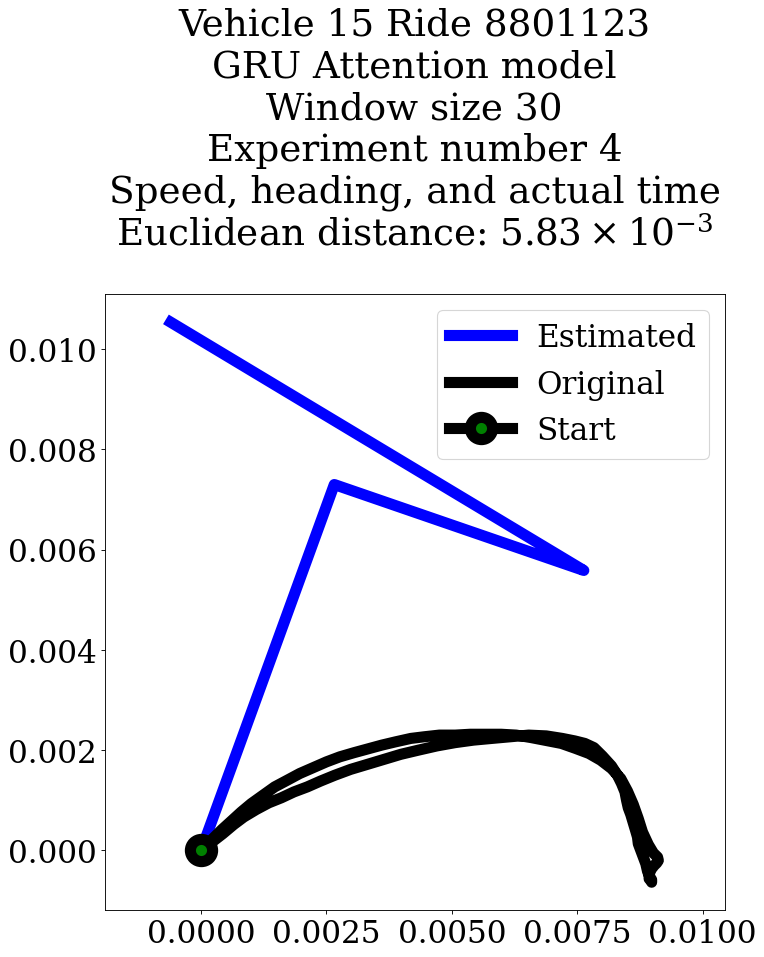 Vehicle 15 Ride 8801123
GRU Attention model
Window size 30
Experiment number 4
Speed, heading, and actual time
Euclidean distance: 5.83 × 10⁻³
Estimated
Original
Start
0.010
0.008
0.006
0.004
0.002
0.000
0.0000 0.0025 0.0050 0.0075 0.0100